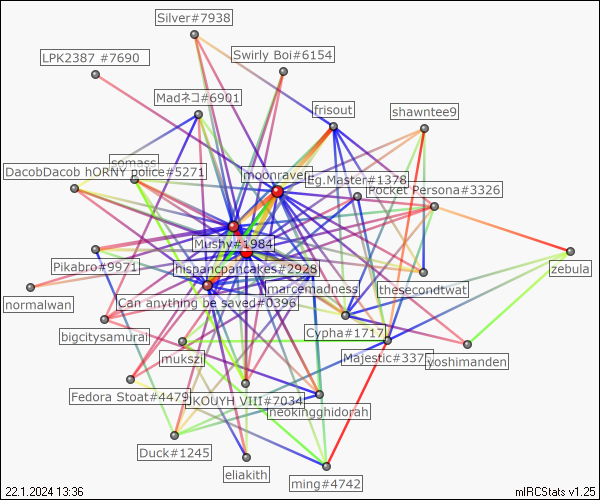 Silver#7938
LPK2387 #7690
Swirly Boi#6154
Madネコ#6901
frisout
shawntee9
somass
DacobDacob hORNY police#5271
moonraven
Eg.Master#1378
Pocket Persona#3326
Mushy#1984
Pikabro#9971
hispancpancakes#2928
zebula
normalwan
marcemadness
thesecondtwat
Can anything be saved#0396
bigcitysamurai
Cypha#1717
mukszi
Majestic#3375
yoshimanden
Fedora Stoat#4479
JKOUYH VIII#7034
neokingghidorah
Duck#1245
eliakith
ming#4742
22.1.2024 13:36
mIRCStats v1.25